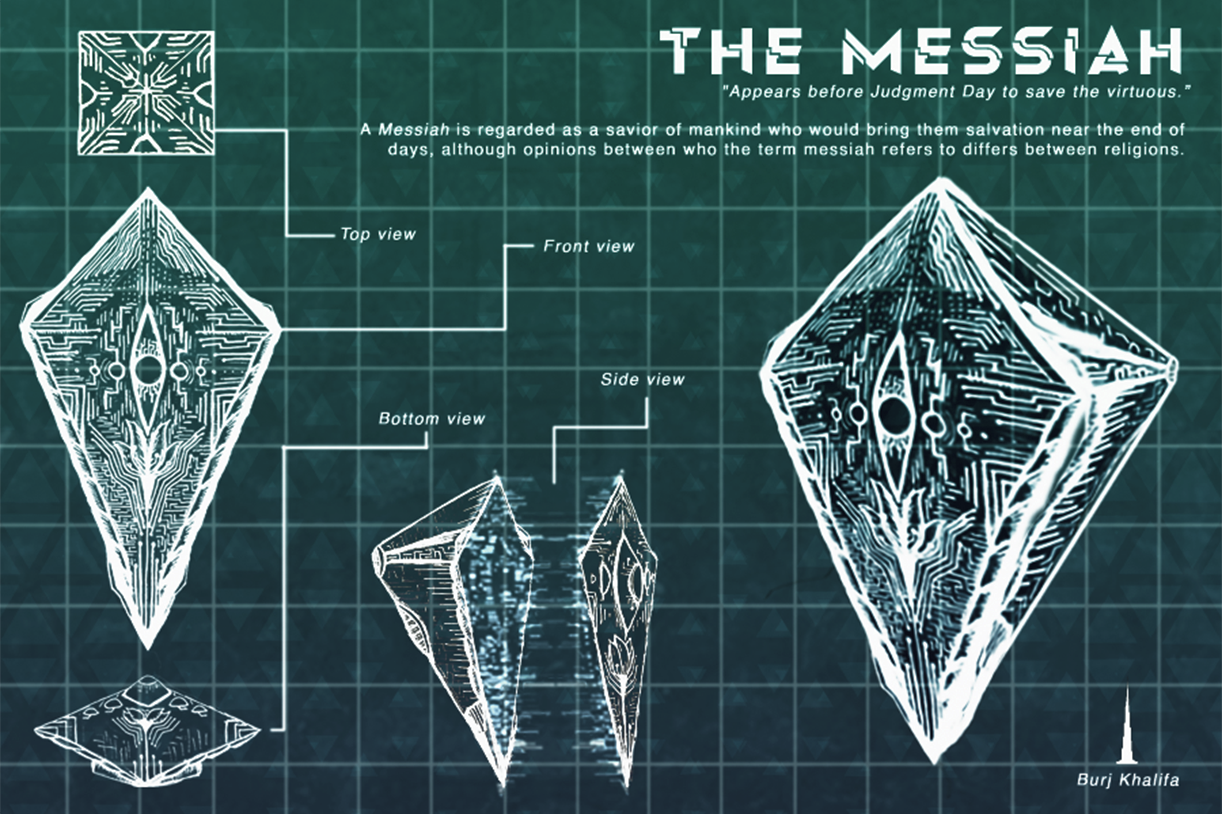 THE MESSIAH
"Appears before Judgment Day to save the virtuous."
A Messiah is regarded as a savior of mankind who would bring them salvation near the end of
days, although opinions between who the term messiah refers to differs between religions.
Top view
Front view
Side view
Bottom view
Burj Khalifa